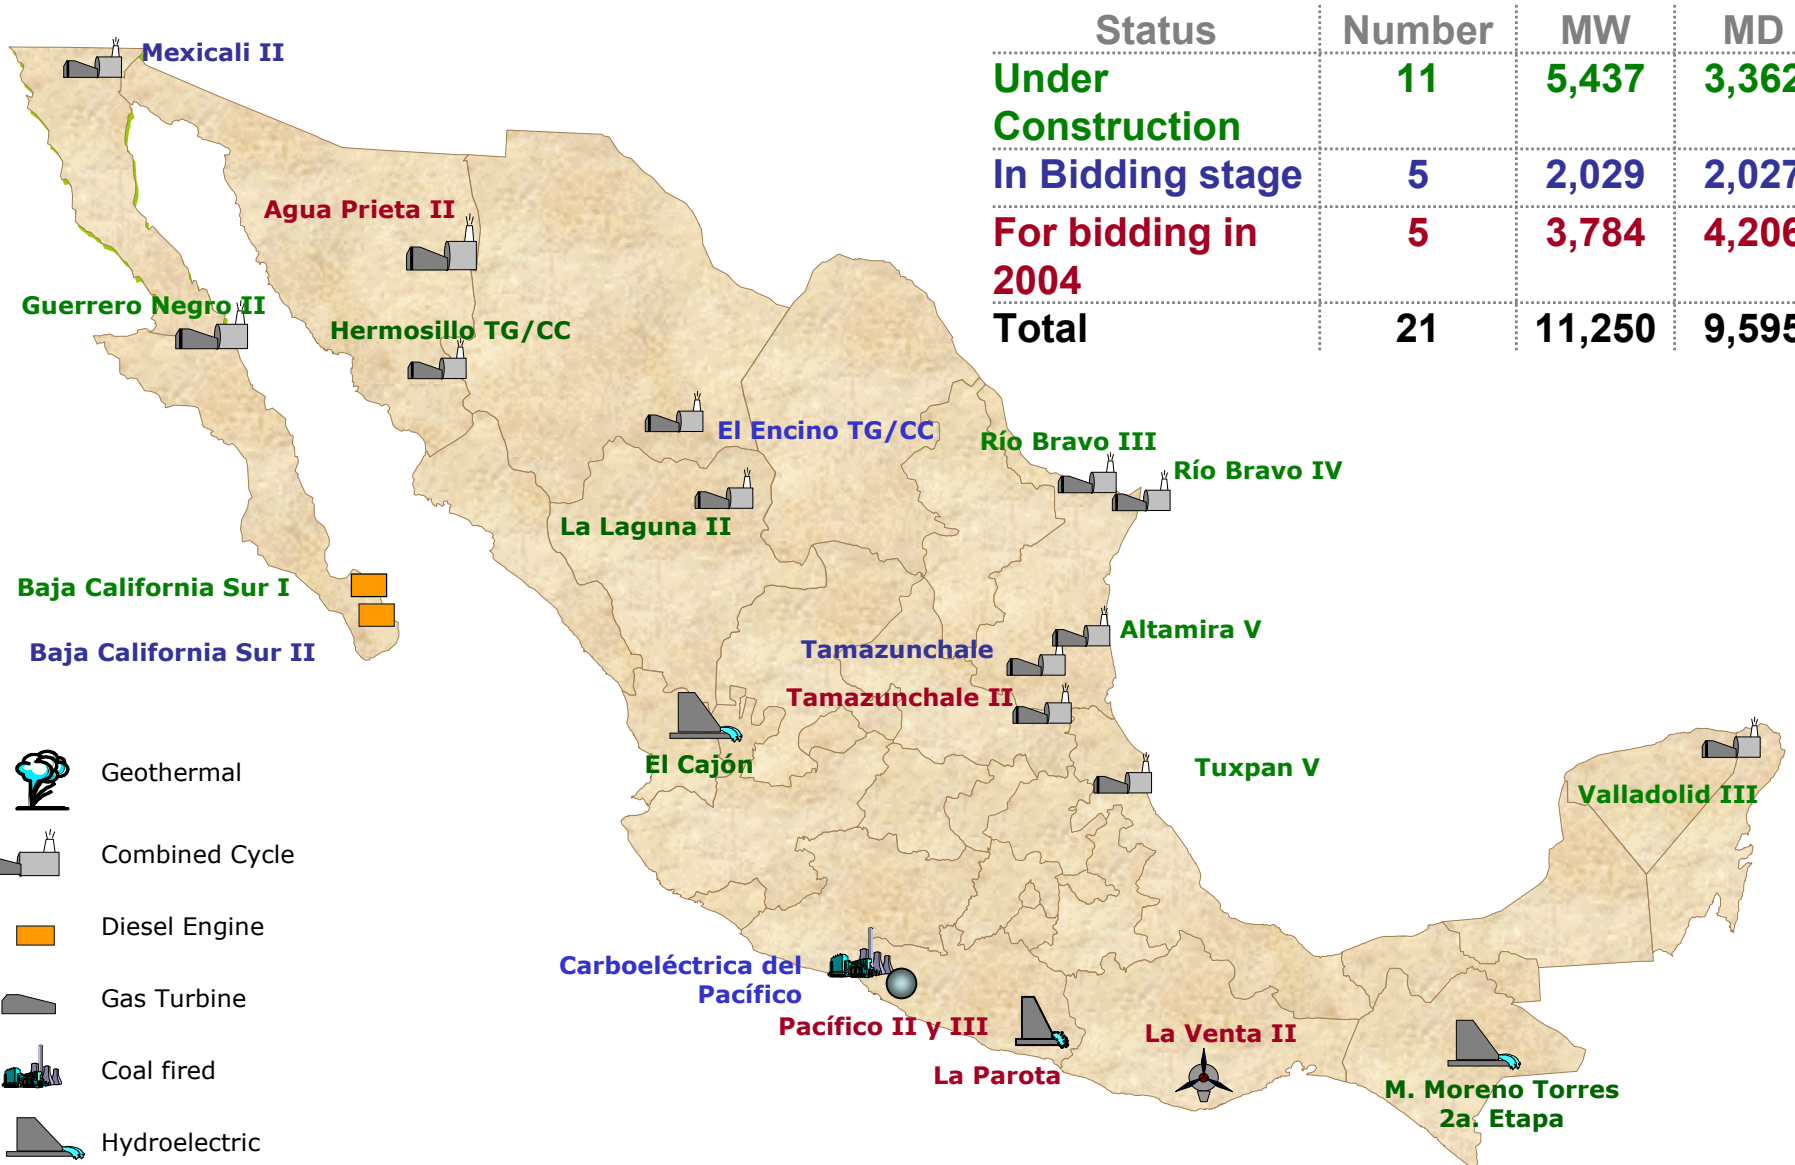 Status Number MW MD
Under Construction 11 5,437 3,362
In Bidding stage 5 2,029 2,027
For bidding in 2004 5 3,784 4,206
Total 21 11,250 9,595
Mexicali II
Agua Prieta II
Guerrero Negro II
Hermosillo TG/CC
El Encino TG/CC
Río Bravo III
Río Bravo IV
La Laguna II
Baja California Sur I
Baja California Sur II
Altamira V
Tamazunchale
Tamazunchale II
El Cajón
Tuxpan V
Valladolid III
Carboeléctrica del
Pacífico
Pacífico II y III
La Parota
La Venta II
M. Moreno Torres
2a. Etapa
Geothermal
Combined Cycle
Diesel Engine
Gas Turbine
Coal fired
Hydroelectric